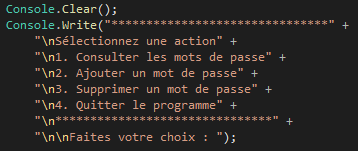 Console.Clear();
Console.Write("*******************************" +
"\nSélectionnez une action" +
"\n1. Consulter les mots de passe" +
"\n2. Ajouter un mot de passe" +
"\n3. Supprimer un mot de passe" +
"\n4. Quitter le programme" +
"\n*******************************" +
"\n\nFaites votre choix : ");